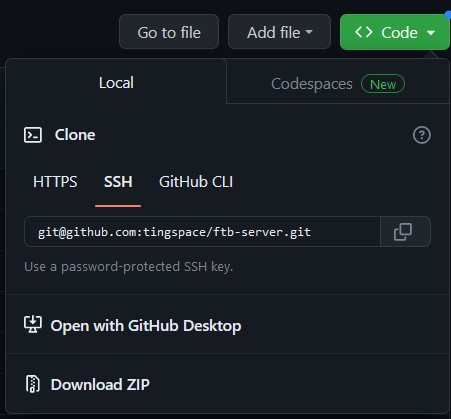 Go to file
Add file
Code
Local
Codespaces New
Clone
HTTPS SSH GitHub CLI
git@github.com:tingspace/ftb-server.git
Use a password-protected SSH key.
Open with GitHub Desktop
Download ZIP